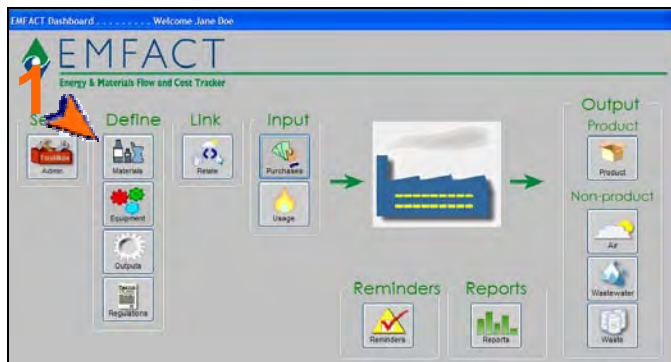 EMFACT Dashboard . . . . . . . . . Welcome Jane Doe
EMFACT
Energy & Materials Flow and Cost Tracker
1
Define
Link
Input
Output
Product
Admin
Materials
Relate
Purchases
Product
Non-product
Equipment
Usage
Air
Outputs
Wastewater
Regulations
Reminders
Reports
Reminders
Reports
Waste